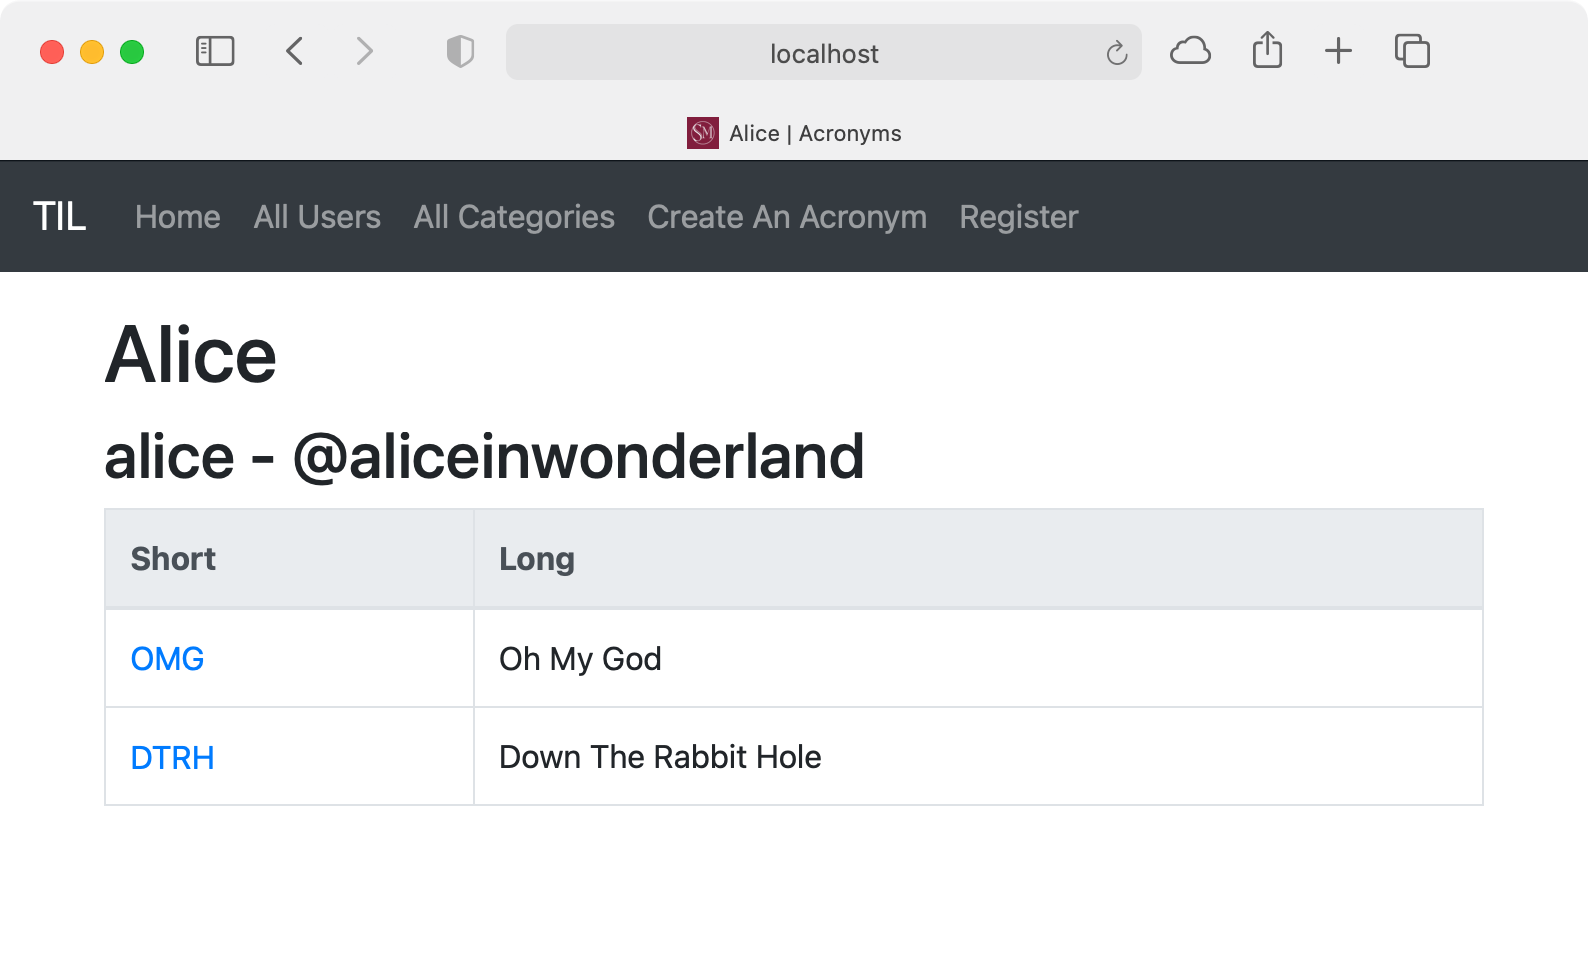 localhost
SM Alice | Acronyms
TIL Home All Users All Categories Create An Acronym Register
Alice
alice - @aliceinwonderland
Short Long
OMG Oh My God
DTRH Down The Rabbit Hole